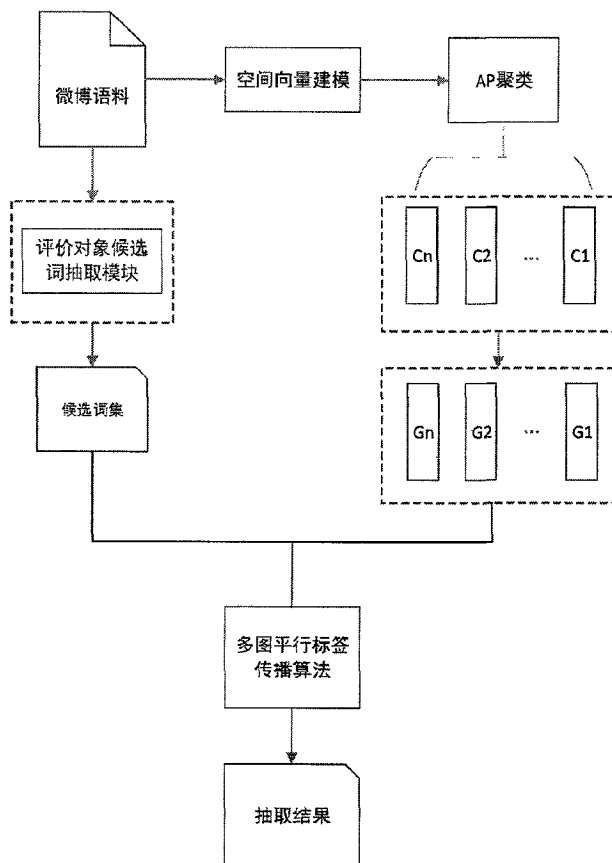 微博语料
空间向量建模
AP聚类
评价对象候选
词抽取模块
Cn C2 ... C1
候选词集
Gn G2 ... G1
多图平行标签
传播算法
抽取结果